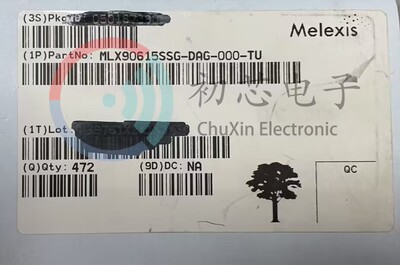 (3S)Pkg
Melexis
(1P)PartNo: MLX90615SSG-DAG-000-TU
初芯电子
ChuXin Electronic
(1T)Lot:
(Q)Qty: 472
(9D)DC: NA
QC